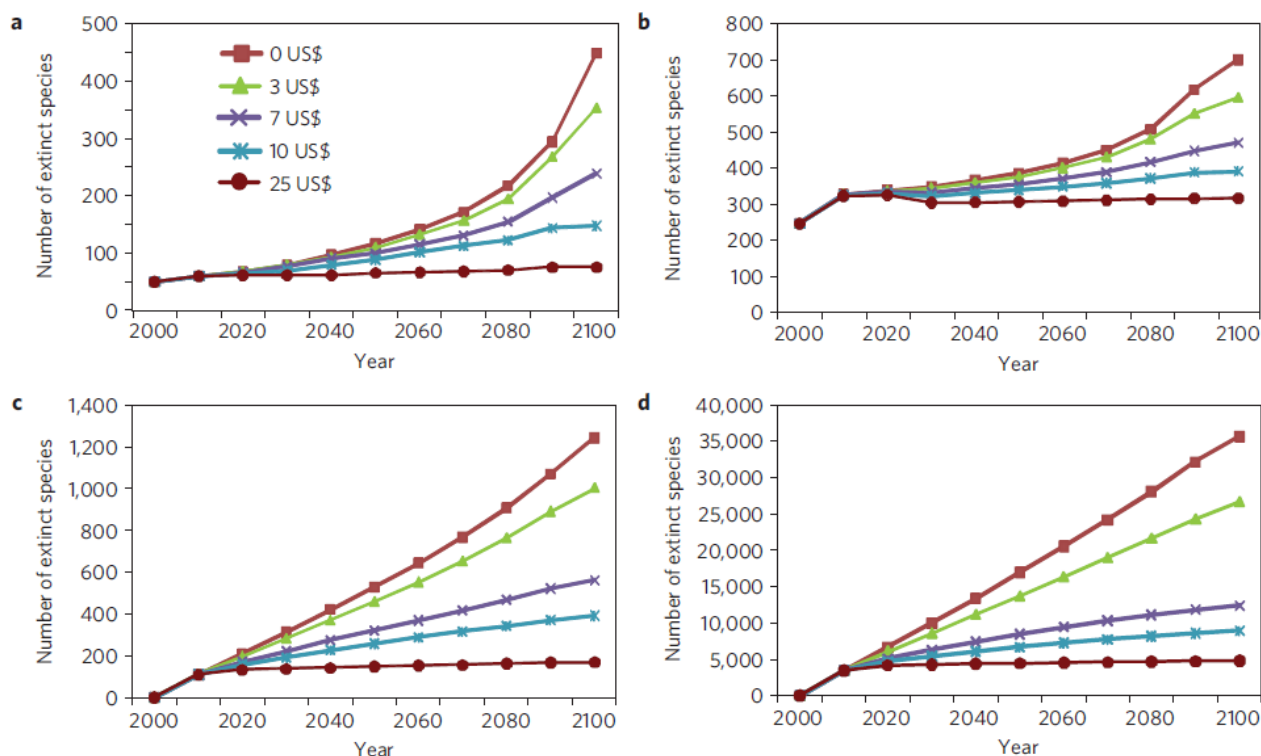 a
500
400
300
200
100
0
Number of extinct species
0 US$
3 US$
7 US$
10 US$
25 US$
2000 2020 2040 2060 2080 2100
Year
b
800
700
600
500
400
300
200
100
0
Number of extinct species
2000 2020 2040 2060 2080 2100
Year
c
1,400
1,200
1,000
800
600
400
200
0
Number of extinct species
2000 2020 2040 2060 2080 2100
Year
d
40,000
35,000
30,000
25,000
20,000
15,000
10,000
5,000
0
Number of extinct species
2000 2020 2040 2060 2080 2100
Year